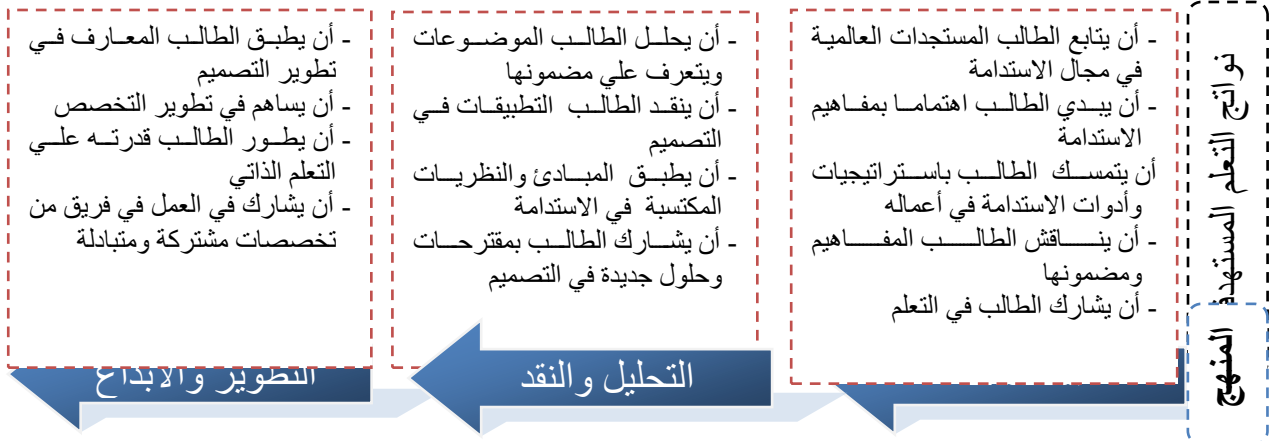 نواتج التعلم المستهدفة
- أن يتابع الطالب المستجدات العالمية
في مجال الاستدامة
- أن يبدي الطالب اهتماما بمفاهيم
الاستدامة
أن يتمسك الطالب باستراتيجيات
وأدوات الاستدامة في أعماله
- أن يناقش الطالب المفاهيم
ومضمونها
- أن يشارك الطالب في التعلم
- أن يحلل الطالب الموضوعات
ويتعرف علي مضمونها
- أن ينقد الطالب التطبيقات في
التصميم
- أن يطبق المبادئ والنظريات
المكتسبة في الاستدامة
- أن يشارك الطالب بمقترحات
وحلول جديدة في التصميم
- أن يطبق الطالب المعارف في
تطوير التصميم
- أن يساهم في تطوير التخصص
- أن يطور الطالب قدرته علي
التعلم الذاتي
- أن يشارك في العمل في فريق من
تخصصات مشتركة ومتبادلة
المنهج
التحليل والنقد
التطوير والابداع